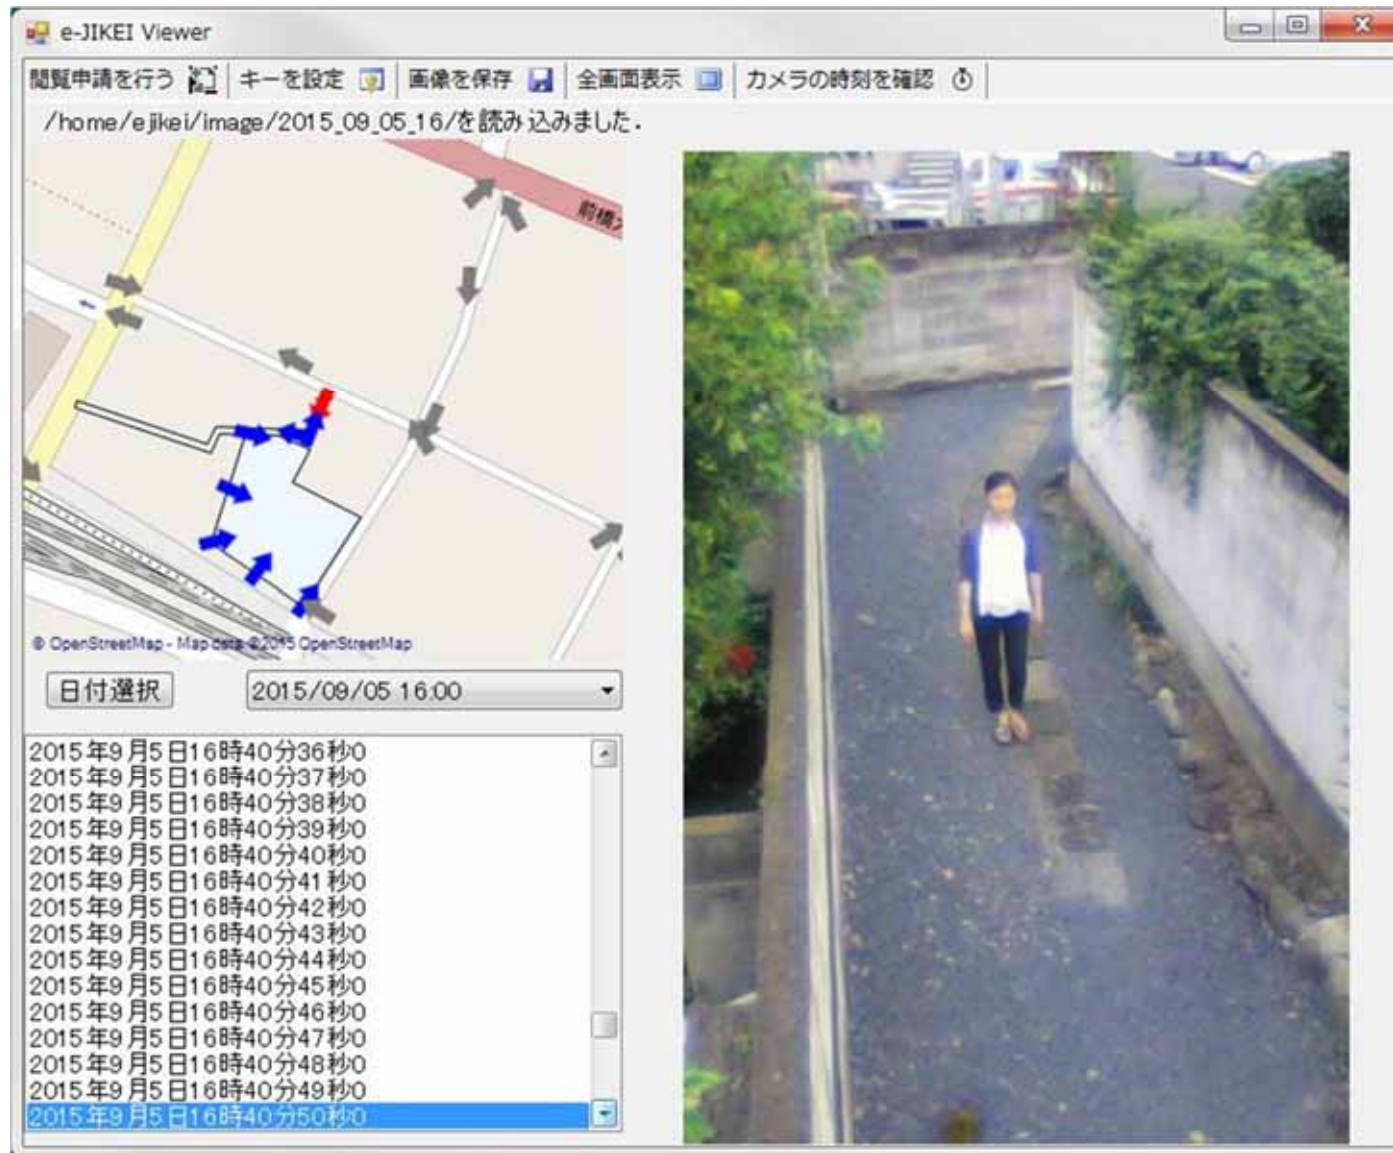 e-JIKEI Viewer
閲覧申請を行う キーを設定 画像を保存 全画面表示 カメラの時刻を確認
/home/ejikei/image/2015_09_05_16/を読み込みました.
前橋
© OpenStreetMap - Map data ©2015 OpenStreetMap
日付選択 2015/09/05 16:00
2015年9月5日16時40分36秒0
2015年9月5日16時40分37秒0
2015年9月5日16時40分38秒0
2015年9月5日16時40分39秒0
2015年9月5日16時40分40秒0
2015年9月5日16時40分41秒0
2015年9月5日16時40分42秒0
2015年9月5日16時40分43秒0
2015年9月5日16時40分44秒0
2015年9月5日16時40分45秒0
2015年9月5日16時40分46秒0
2015年9月5日16時40分47秒0
2015年9月5日16時40分48秒0
2015年9月5日16時40分49秒0
2015年9月5日16時40分50秒0